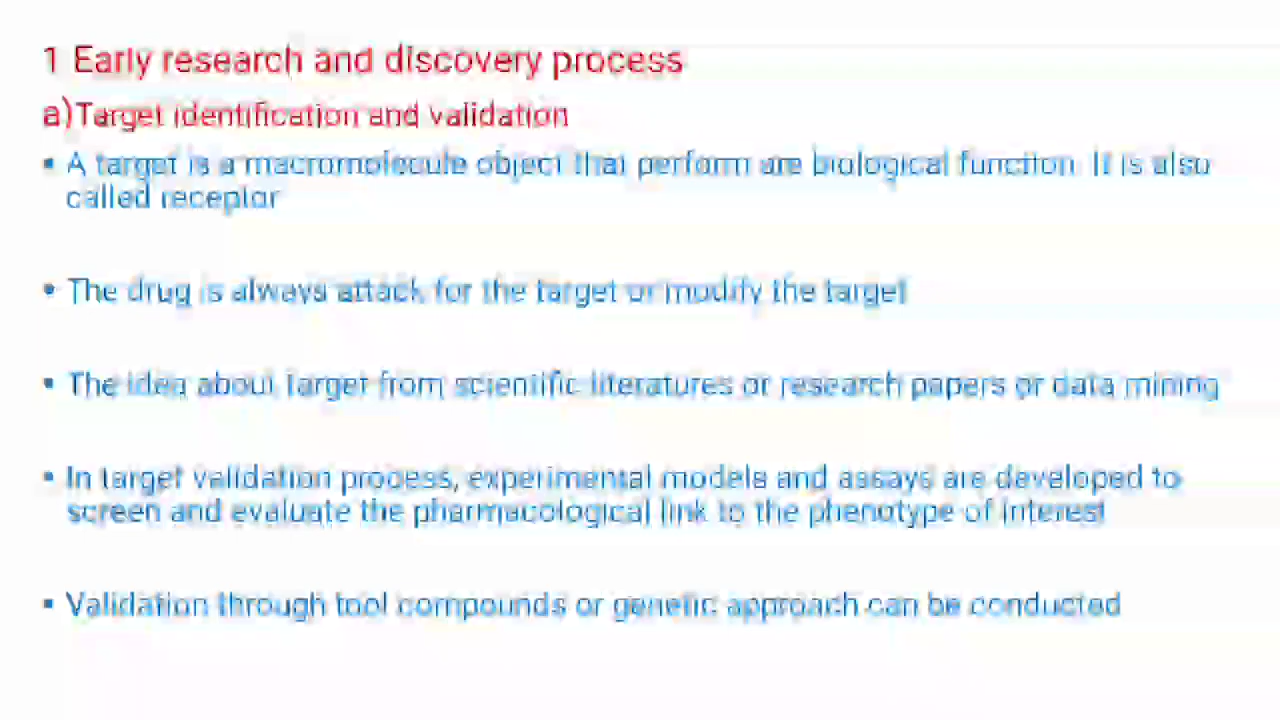 1 Early research and discovery process
a)Target identification and validation
• A target is a macromolecule object that perform are biological function. It is also
called receptor
• The drug is always attack for the target or modify the target
• The idea about target from scientific literatures or research papers or data mining
• In target validation process, experimental models and assays are developed to
screen and evaluate the pharmacological link to the phenotype of interest
• Validation through tool compounds or genetic approach can be conducted